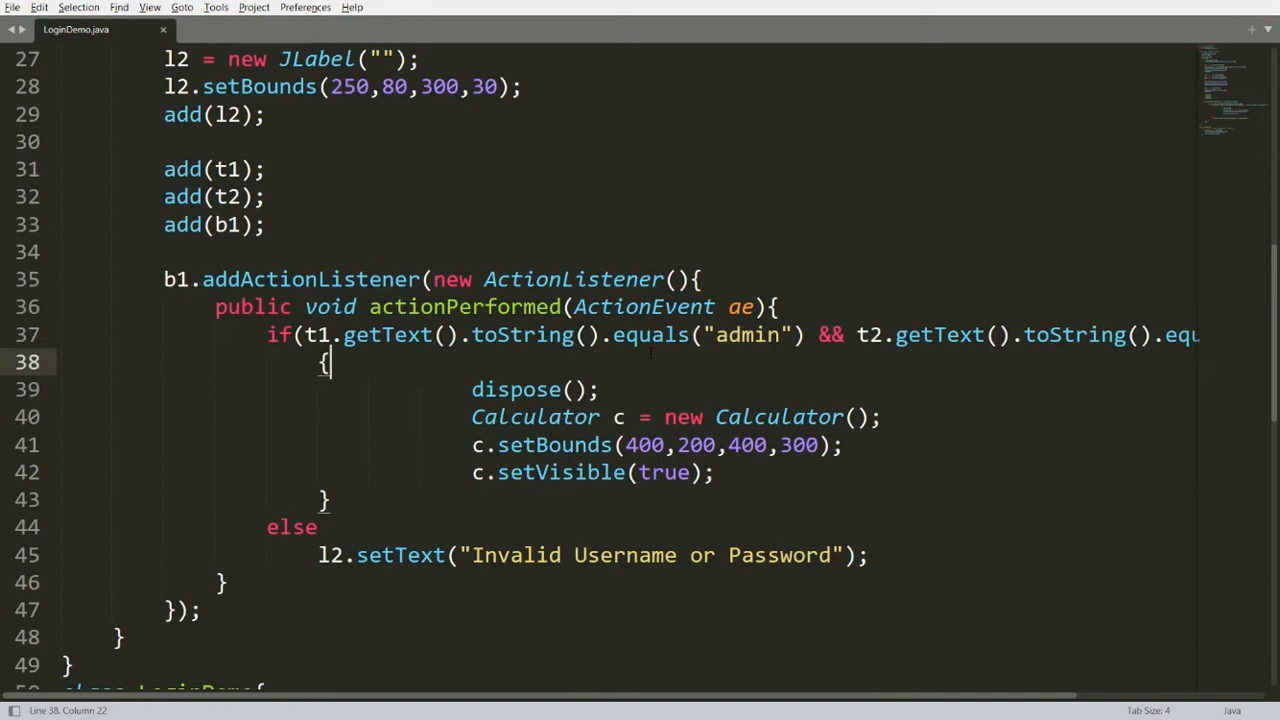 File Edit Selection Find View Goto Tools Project Preferences Help
LoginDemo.java
27 l2 = new JLabel("");
28 l2.setBounds(250,80,300,30);
29 add(l2);
30
31 add(t1);
32 add(t2);
33 add(b1);
34
35 b1.addActionListener(new ActionListener(){
36 public void actionPerformed(ActionEvent ae){
37 if(t1.getText().toString().equals("admin") && t2.getText().toString().equ
38 {
39 dispose();
40 Calculator c = new Calculator();
41 c.setBounds(400,200,400,300);
42 c.setVisible(true);
43 }
44 else
45 l2.setText("Invalid Username or Password");
46 }
47 });
48 }
49 }
Line 38, Column 22 Tab Size: 4 Java